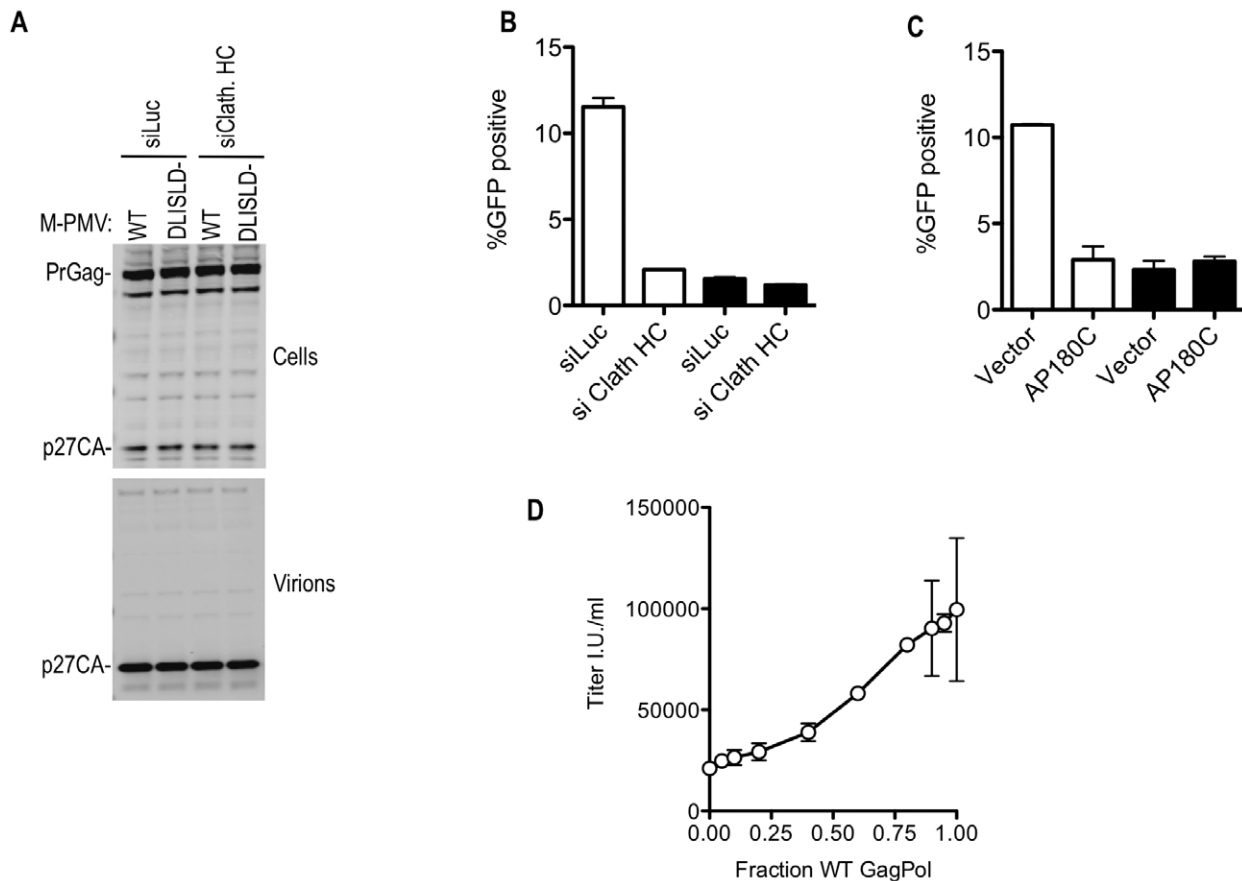 A
siLuc
siClath. HC
M-PMV:
WT
DLISLD-
WT
DLISLD-
PrGag-
Cells
p27CA-
Virions
p27CA-
B
%GFP positive
15
10
5
0
siLuc
si Clath HC
siLuc
si Clath HC
C
%GFP positive
15
10
5
0
Vector
AP180C
Vector
AP180C
D
Titer I.U./ml
150000
100000
50000
0
0.00
0.25
0.50
0.75
1.00
Fraction WT GagPol